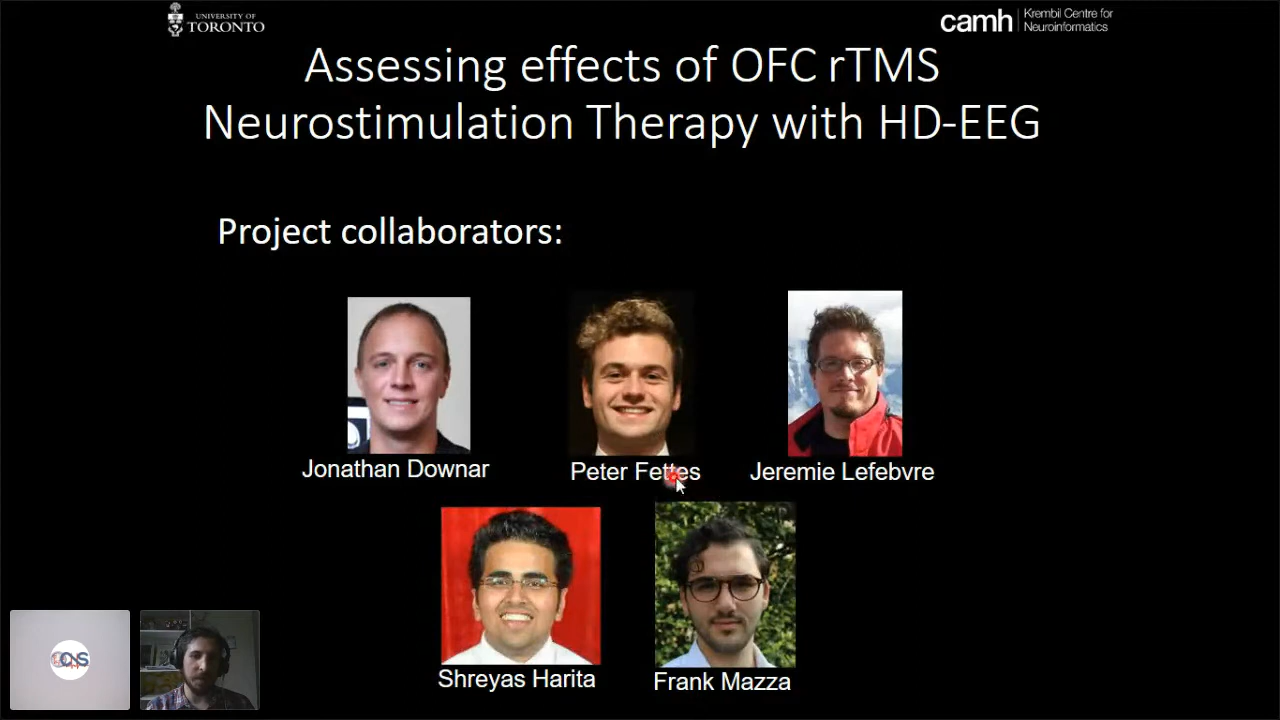 UNIVERSITY OF
TORONTO
camh
Krembil Centre for
Neuroinformatics
Assessing effects of OFC rTMS
Neurostimulation Therapy with HD-EEG
Project collaborators:
Jonathan Downar
Peter Fettes
Jeremie Lefebvre
Shreyas Harita
Frank Mazza